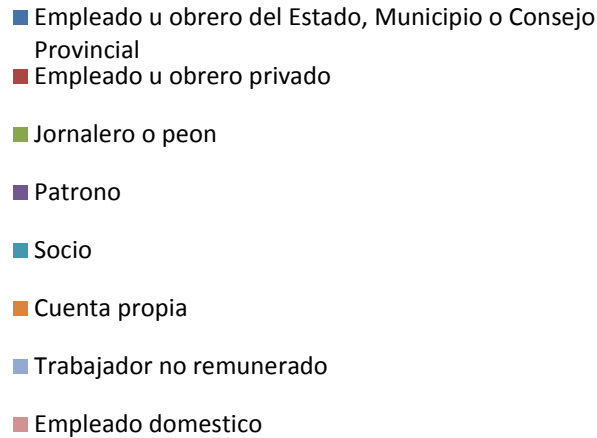 Empleado u obrero del Estado, Municipio o Consejo
Provincial
Empleado u obrero privado
Jornalero o peon
Patrono
Socio
Cuenta propia
Trabajador no remunerado
Empleado domestico